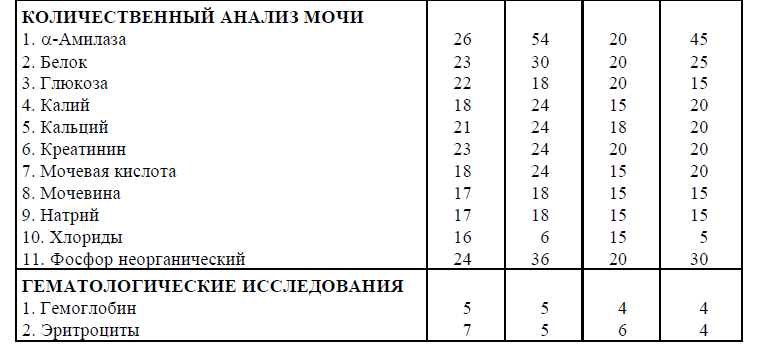 КОЛИЧЕСТВЕННЫЙ АНАЛИЗ МОЧИ
1. α-Амилаза 26 54 20 45
2. Белок 23 30 20 25
3. Глюкоза 22 18 20 15
4. Калий 18 24 15 20
5. Кальций 21 24 18 20
6. Креатинин 23 24 20 20
7. Мочевая кислота 18 24 15 20
8. Мочевина 17 18 15 15
9. Натрий 17 18 15 15
10. Хлориды 16 6 15 5
11. Фосфор неорганический 24 36 20 30
ГЕМАТОЛОГИЧЕСКИЕ ИССЛЕДОВАНИЯ
1. Гемоглобин 5 5 4 4
2. Эритроциты 7 5 6 4